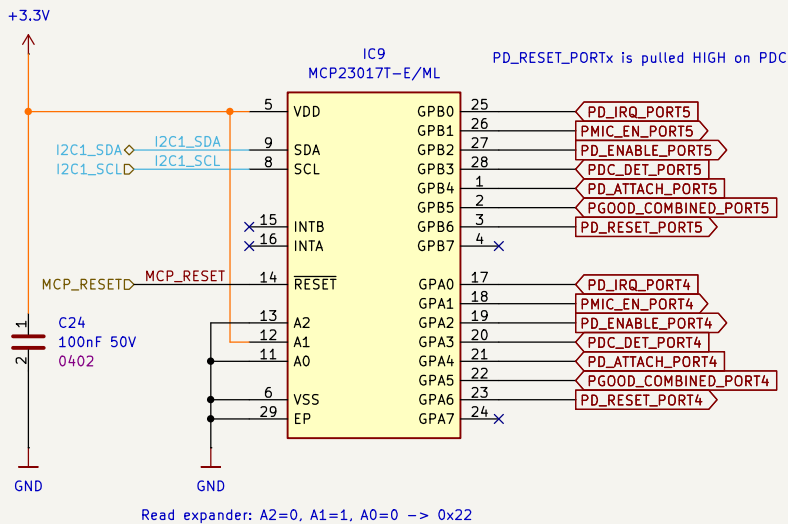 +3.3V
IC9
MCP23017T-E/ML
PD_RESET_PORTx is pulled HIGH on PDC
5 VDD GPB0 25 PD_IRQ_PORT5
GPB1 26 PMIC_EN_PORT5
I2C1_SDA I2C1_SDA 9 SDA GPB2 27 PD_ENABLE_PORT5
I2C1_SCL I2C1_SCL 8 SCL GPB3 28 PDC_DET_PORT5
GPB4 1 PD_ATTACH_PORT5
GPB5 2 PGOOD_COMBINED_PORT5
15 INTB GPB6 3 PD_RESET_PORT5
16 INTA GPB7 4
MCP_RESET MCP_RESET 14 RESET GPA0 17 PD_IRQ_PORT4
GPA1 18 PMIC_EN_PORT4
1 C24 13 A2 GPA2 19 PD_ENABLE_PORT4
100nF 50V 12 A1 GPA3 20 PDC_DET_PORT4
2 0402 11 A0 GPA4 21 PD_ATTACH_PORT4
GPA5 22 PGOOD_COMBINED_PORT4
6 VSS GPA6 23 PD_RESET_PORT4
29 EP GPA7 24
GND GND
Read expander: A2=0, A1=1, A0=0 -> 0x22